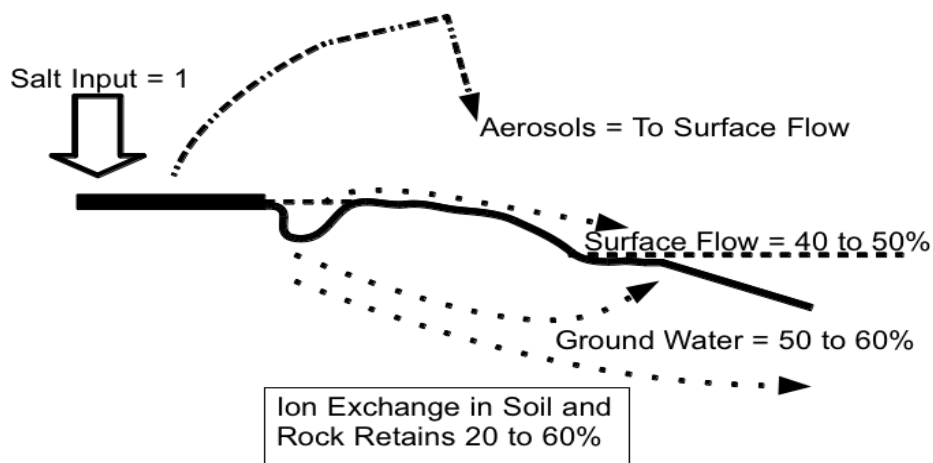 Salt Input = 1
Aerosols = To Surface Flow
Surface Flow = 40 to 50%
Ground Water = 50 to 60%
Ion Exchange in Soil and
Rock Retains 20 to 60%